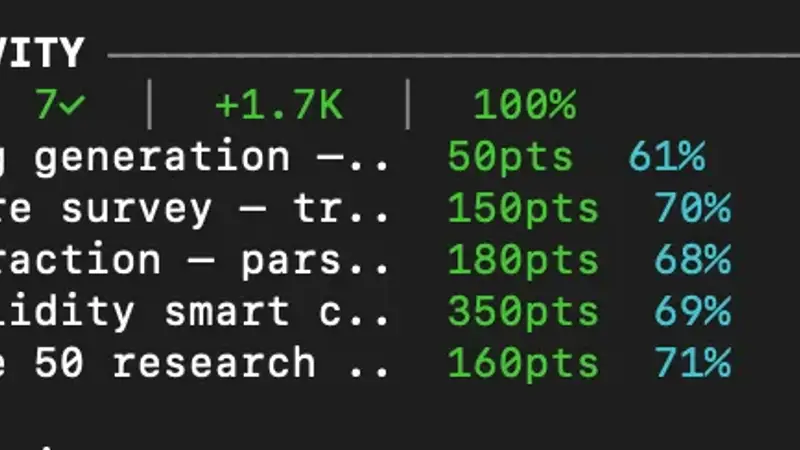 VITY
7✓ | +1.7K | 100%
g generation —.. 50pts 61%
re survey — tr.. 150pts 70%
raction — pars.. 180pts 68%
lidity smart c.. 350pts 69%
e 50 research .. 160pts 71%